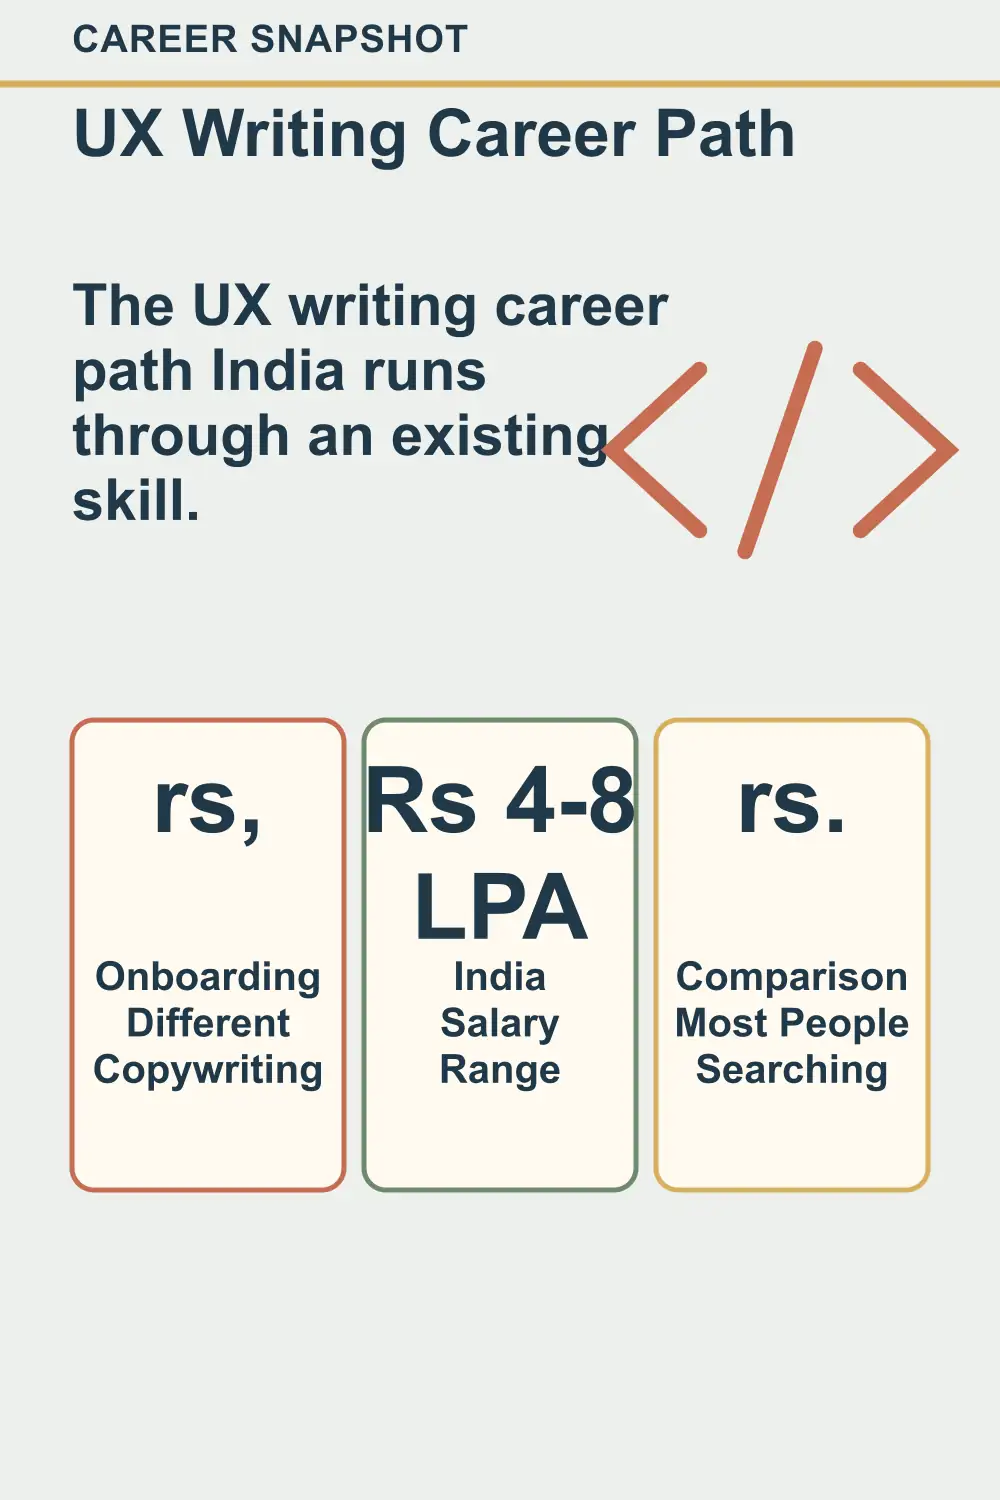 CAREER SNAPSHOT
UX Writing Career Path
The UX writing career
path India runs
through an existing
skill.
rs,
Onboarding
Different
Copywriting
Rs 4-8
LPA
India
Salary
Range
rs.
Comparison
Most People
Searching